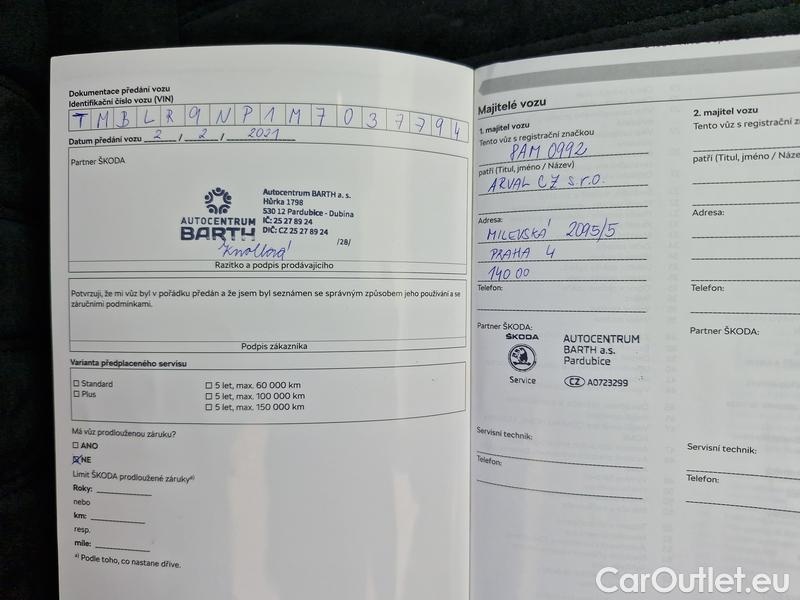 Dokumentace předání vozu
Identifikační číslo vozu (VIN)
TMBLR9NP1M7037794
Datum předání vozu 2 / 2 / 2021
Partner ŠKODA
AUTOCENTRUM
BARTH
Autocentrum BARTH a. s.
Hůrka 1798
530 12 Pardubice - Dubina
IČ: 25 27 89 24
DIČ: CZ 25 27 89 24
/28/
Razítko a podpis prodávajícího
Potvrzuji, že mi vůz byl v pořádku předán a že jsem byl seznámen se správným způsobem jeho používání a se
záručními podmínkami.
Podpis zákazníka
Varianta předplaceného servisu
Standard
Plus
5 let, max. 60 000 km
5 let, max. 100 000 km
5 let, max. 150 000 km
Má vůz prodlouženou záruku?
ANO
NE
Limit ŠKODA prodloužené záruky a)
Roky:
nebo
km:
resp.
míle:
a) Podle toho, co nastane dříve.
Majitelé vozu
1. majitel vozu
Tento vůz s registrační značkou
8AM 0992
patří (Titul, jméno / Název)
ARVAL CZ s.r.o.
Adresa:
MILEVSKÁ 2095/5
PRAHA 4
140 00
Telefon:
Partner ŠKODA:
ŠKODA
Service
AUTOCENTRUM
BARTH a.s.
Pardubice
CZ A0723299
Servisní technik:
Telefon:
2. majitel vozu
Tento vůz s registrační
patří (Titul, jméno /
Adresa:
Telefon:
Partner ŠKODA:
Servisní technik:
Telefon:
CarOutlet.eu